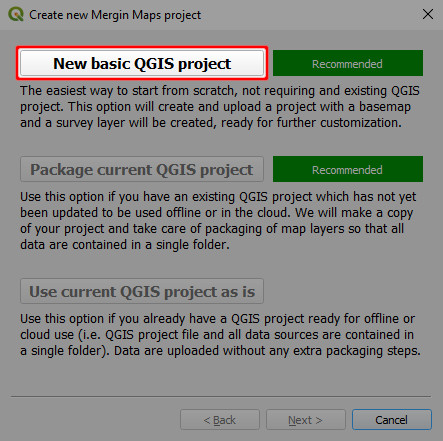 Create new Mergin Maps project
New basic QGIS project
Recommended
The easiest way to start from scratch, not requiring and existing QGIS
project. This option will create and upload a project with a basemap
and a survey layer will be created, ready for further customization.
Package current QGIS project
Recommended
Use this option if you have an existing QGIS project which has not yet
been updated to be used offline or in the cloud. We will make a copy
of your project and take care of packaging of map layers so that all
data are contained in a single folder.
Use current QGIS project as is
Use this option if you already have a QGIS project ready for offline or
cloud use (i.e. QGIS project file and all data sources are contained in
a single folder). Data are uploaded without any extra packaging steps.
< Back
Next >
Cancel